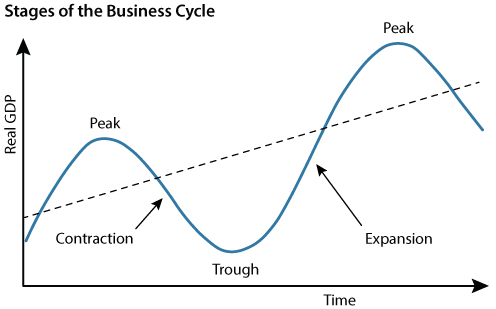 Stages of the Business Cycle
Peak
Peak
Real GDP
Contraction
Expansion
Trough
Time